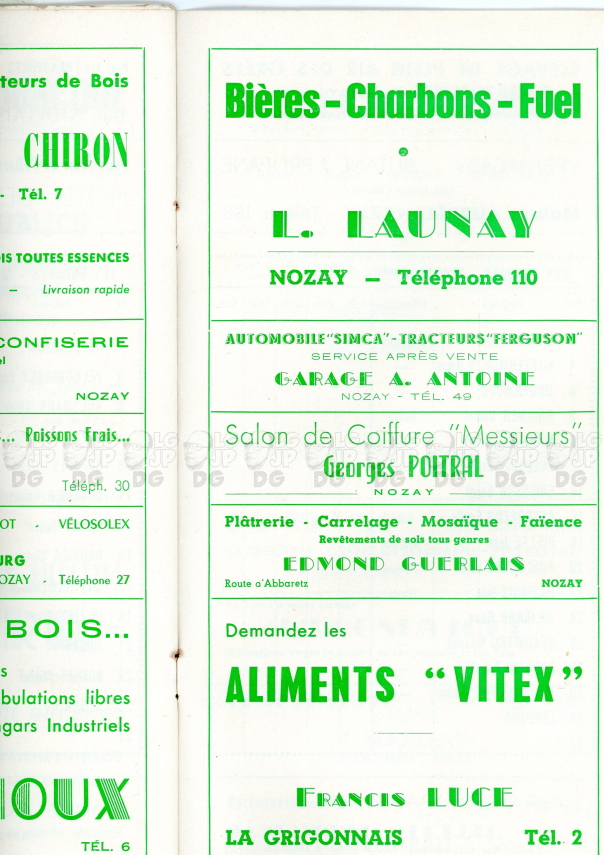 teurs de Bois
CHIRON
- Tél. 7
IS TOUTES ESSENCES
— Livraison rapide
CONFISERIE
el
NOZAY
s... Poissons Frais...
Téléph. 30
OT - VÉLOSOLEX
URG
OZAY - Téléphone 27
BOIS...
s
bulations libres
ngars Industriels
IOUX
TÉL. 6
Bières - Charbons - Fuel
L. LAUNAY
NOZAY — Téléphone 110
AUTOMOBILE "SIMCA" - TRACTEURS "FERGUSON"
SERVICE APRÈS VENTE
GARAGE A. ANTOINE
NOZAY - TÉL. 49
Salon de Coiffure "Messieurs"
Georges POITRAL
NOZAY
Plâtrerie - Carrelage - Mosaïque - Faïence
Revêtements de sols tous genres
EDMOND GUERLAIS
Route d'Abbaretz NOZAY
Demandez les
ALIMENTS "VITEX"
FRANCIS LUCE
LA GRIGONNAIS Tél. 2